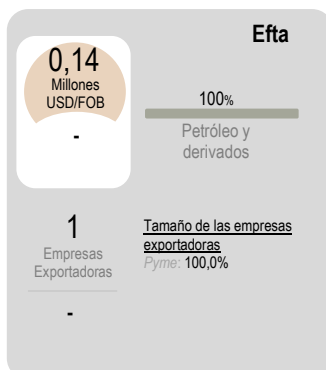 Efta
0,14
Millones
USD/FOB
-
100%
Petróleo y
derivados
1
Empresas
Exportadoras
-
Tamaño de las empresas
exportadoras
Pyme: 100,0%